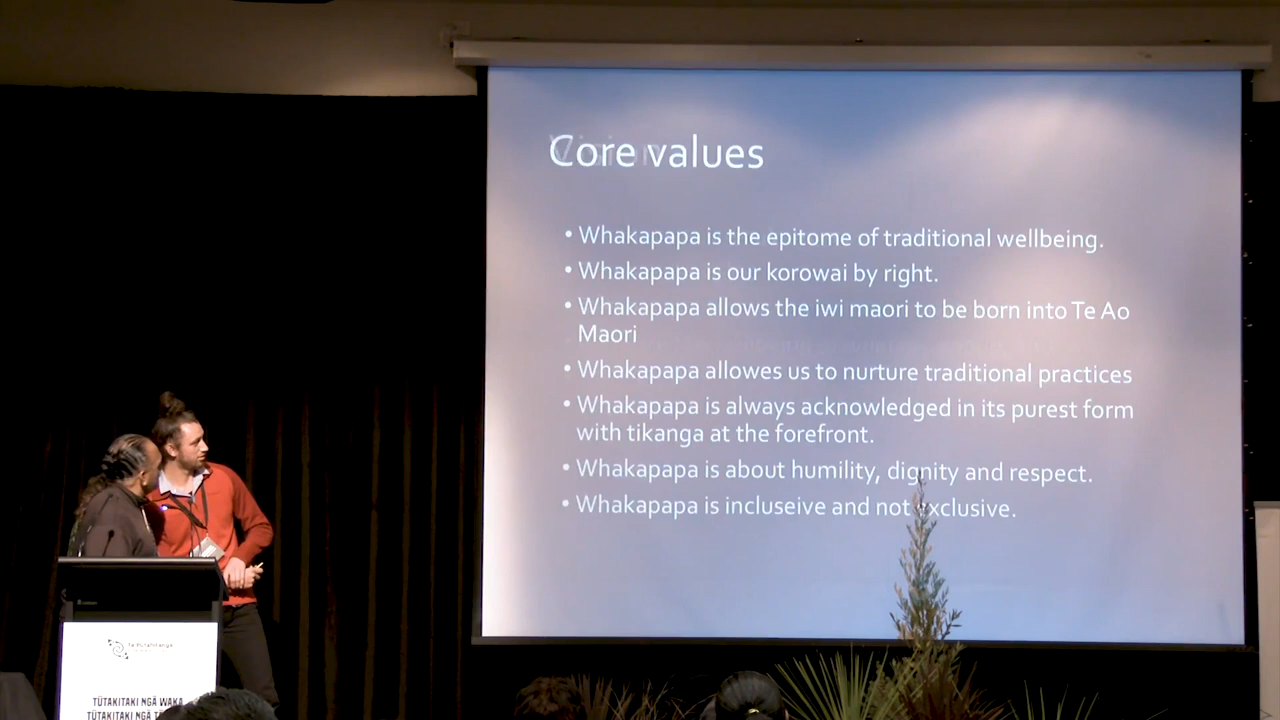 Core values
• Whakapapa is the epitome of traditional wellbeing.
• Whakapapa is our korowai by right.
• Whakapapa allows the iwi maori to be born into Te Ao
Maori
• Whakapapa allowes us to nurture traditional practices
• Whakapapa is always acknowledged in its purest form
with tikanga at the forefront.
• Whakapapa is about humility, dignity and respect.
• Whakapapa is incluseive and not exclusive.
TŪTAKITAKI NGĀ WAKA
TŪTAKITAKI NGĀ